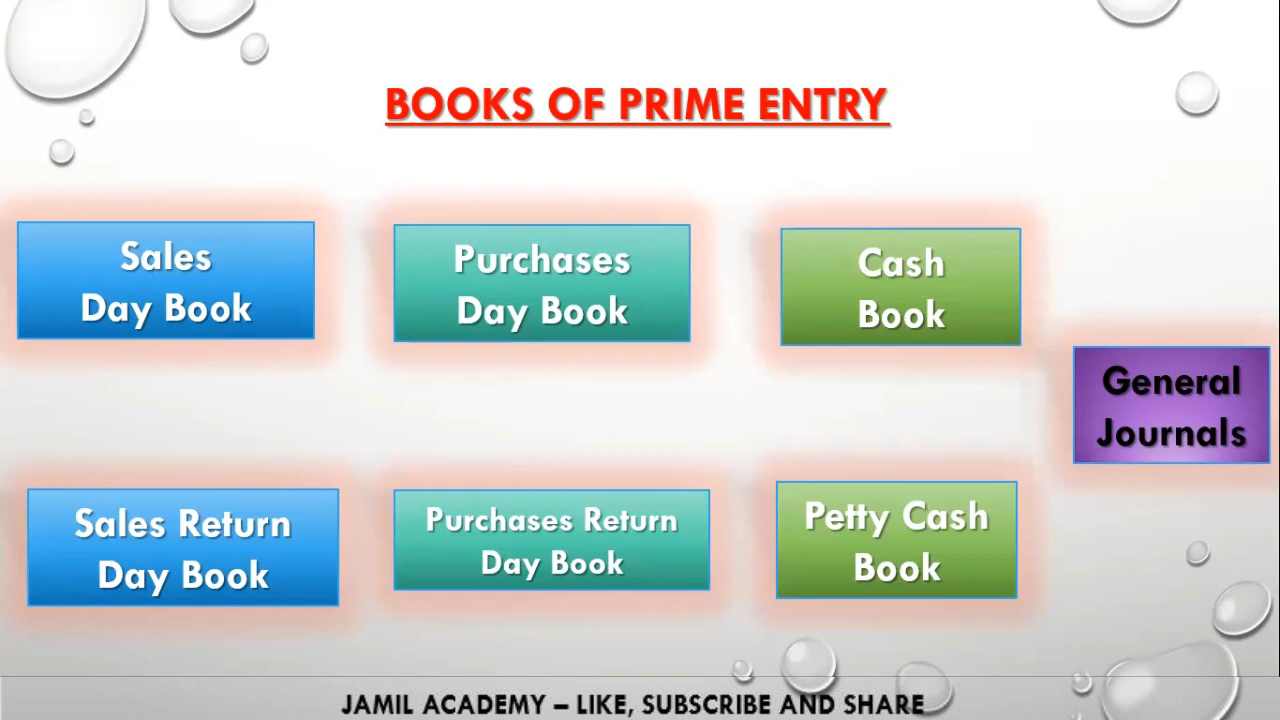 BOOKS OF PRIME ENTRY
Sales
Day Book
Purchases
Day Book
Cash
Book
General
Journals
Sales Return
Day Book
Purchases Return
Day Book
Petty Cash
Book
JAMIL ACADEMY – LIKE, SUBSCRIBE AND SHARE